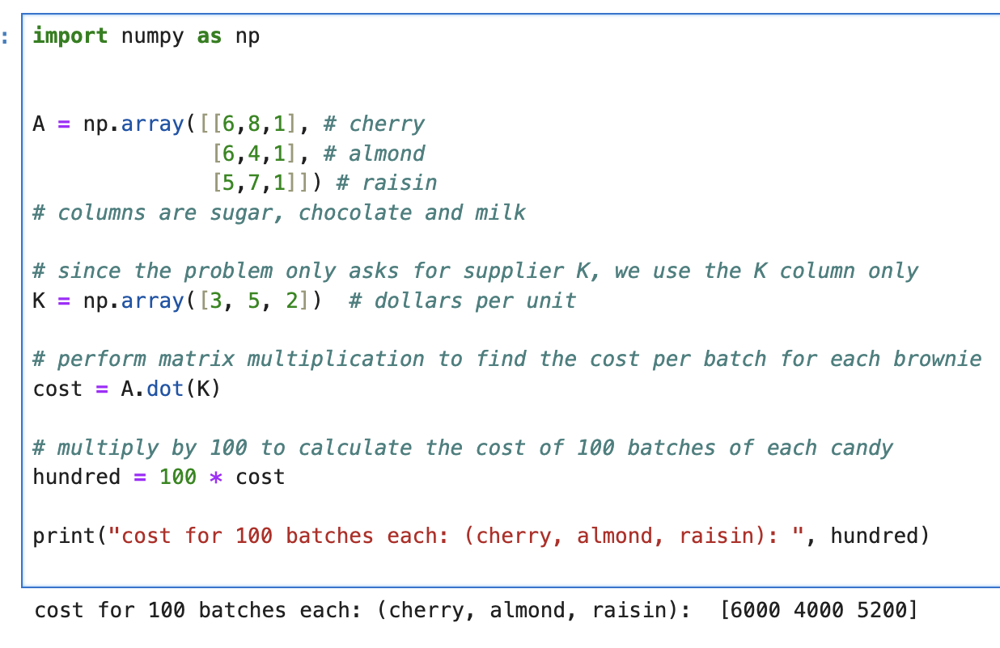 :
import numpy as np
A = np.array([[6,8,1], # cherry
[6,4,1], # almond
[5,7,1]]) # raisin
# columns are sugar, chocolate and milk
# since the problem only asks for supplier K, we use the K column only
K = np.array([3, 5, 2])  # dollars per unit
# perform matrix multiplication to find the cost per batch for each brownie
cost = A.dot(K)
# multiply by 100 to calculate the cost of 100 batches of each candy
hundred = 100 * cost
print("cost for 100 batches each: (cherry, almond, raisin): ", hundred)
cost for 100 batches each: (cherry, almond, raisin):  [6000 4000 5200]